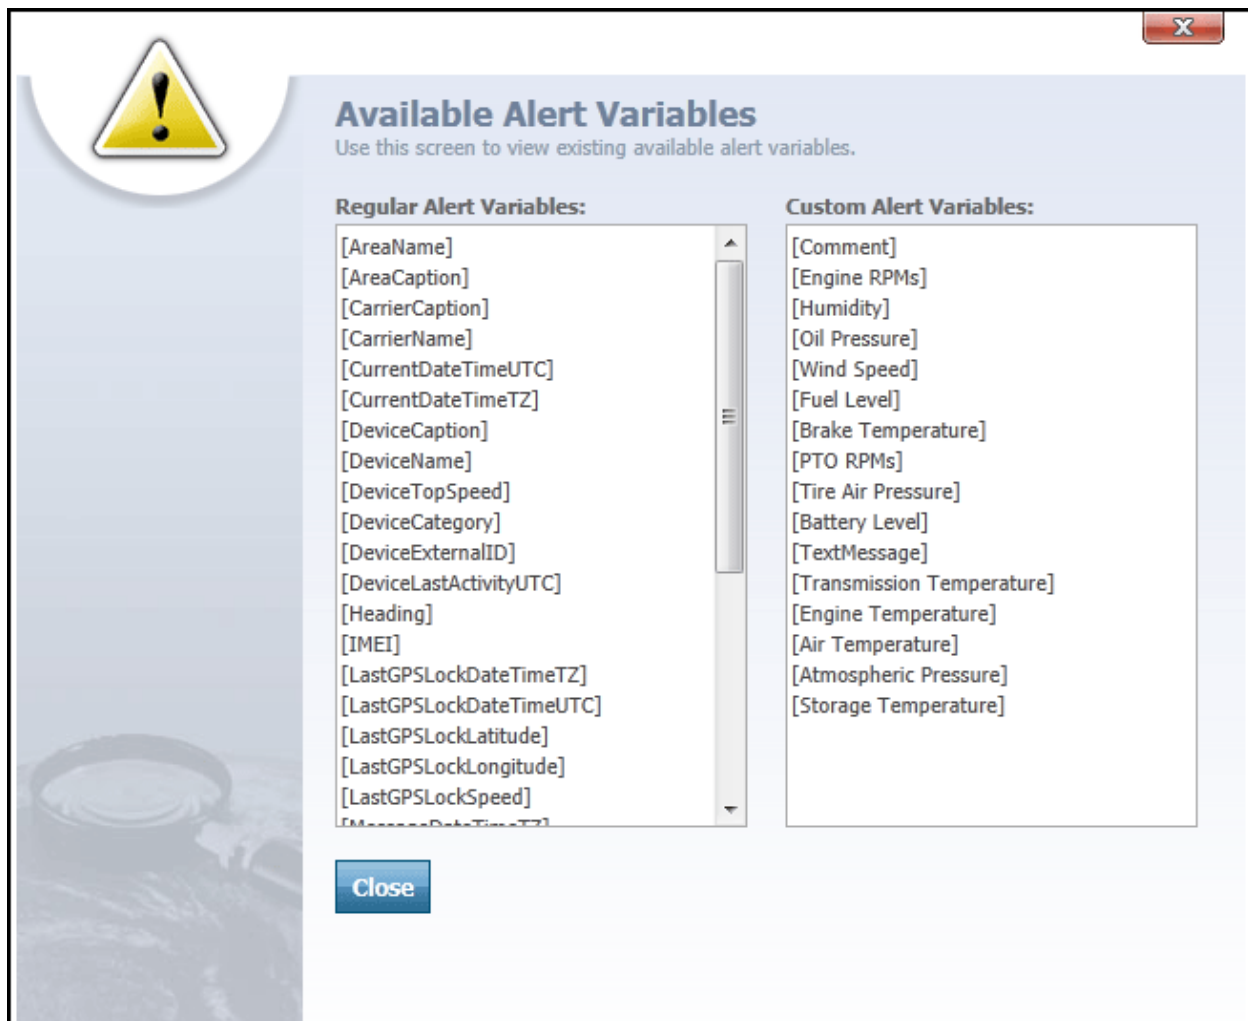 X
Available Alert Variables
Use this screen to view existing available alert variables.
Regular Alert Variables:
[AreaName]
[AreaCaption]
[CarrierCaption]
[CarrierName]
[CurrentDateTimeUTC]
[CurrentDateTimeTZ]
[DeviceCaption]
[DeviceName]
[DeviceTopSpeed]
[DeviceCategory]
[DeviceExternalID]
[DeviceLastActivityUTC]
[Heading]
[IMEI]
[LastGPSLockDateTimeTZ]
[LastGPSLockDateTimeUTC]
[LastGPSLockLatitude]
[LastGPSLockLongitude]
[LastGPSLockSpeed]
[MessageDateTimeTZ]
Custom Alert Variables:
[Comment]
[Engine RPMs]
[Humidity]
[Oil Pressure]
[Wind Speed]
[Fuel Level]
[Brake Temperature]
[PTO RPMs]
[Tire Air Pressure]
[Battery Level]
[TextMessage]
[Transmission Temperature]
[Engine Temperature]
[Air Temperature]
[Atmospheric Pressure]
[Storage Temperature]
Close